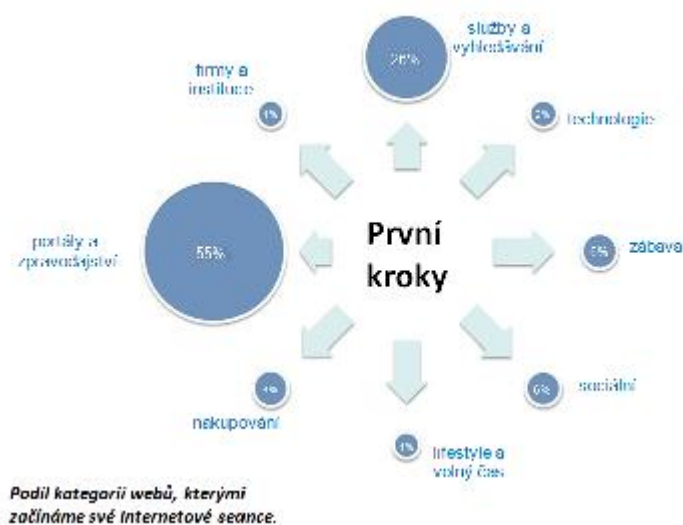 služby a
vyhledávání
26%
firmy a
instituce
technologie
portály a
zpravodajství
55%
První
kroky
zábava
sociální
6%
nakupování
lifestyle a
volný čas
Podíl kategorií webů, kterými
začínáme své Internetové seance.